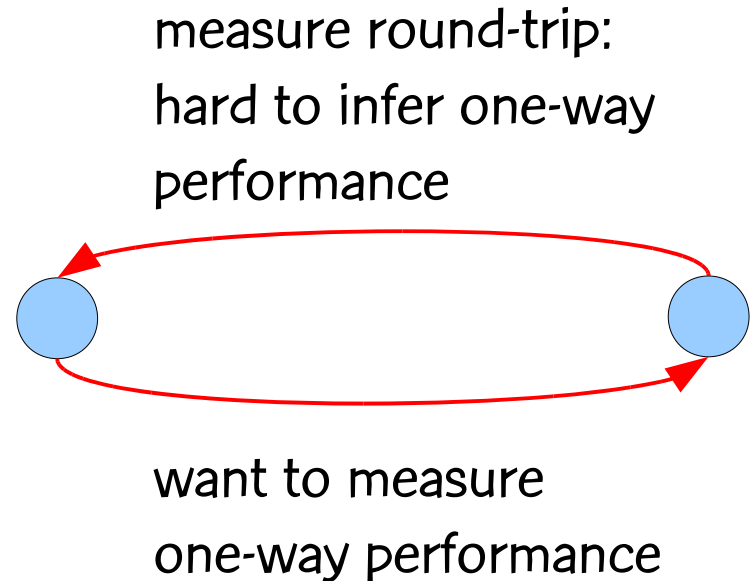 measure round-trip:
hard to infer one-way
performance
want to measure
one-way performance